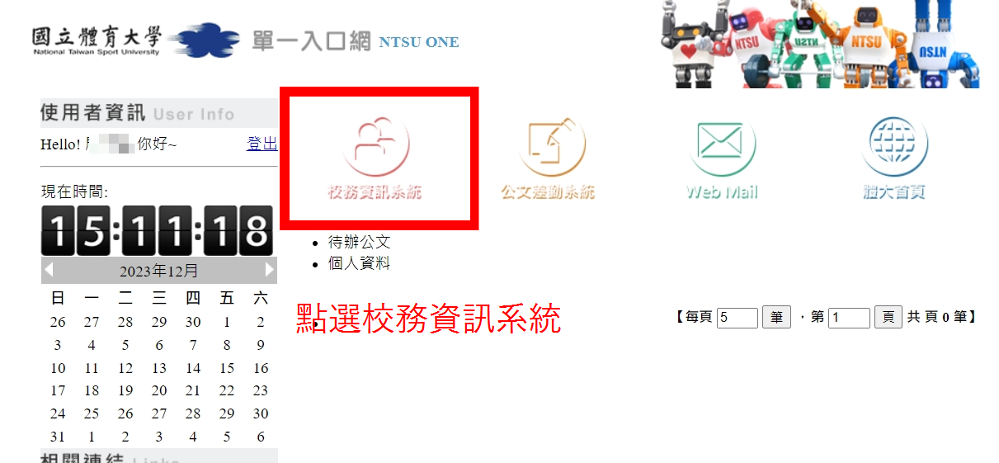 國立體育大學
National Taiwan Sport University
單一入口網 NTSU ONE
NTSU
NTSU
NTSU
NTSU
使用者資訊 User Info
Hello! 你好~ 登出
現在時間:
15:11:18
2023年12月
日 一 二 三 四 五 六
26 27 28 29 30 1 2
3 4 5 6 7 8 9
10 11 12 13 14 15 16
17 18 19 20 21 22 23
24 25 26 27 28 29 30
31 1 2 3 4 5 6
相關連結 Links
校務資訊系統
公文差勤系統
Web Mail
體大首頁
待辦公文
個人資料
點選校務資訊系統
【每頁 5 筆 ‧第 1 頁 共 頁 0 筆】